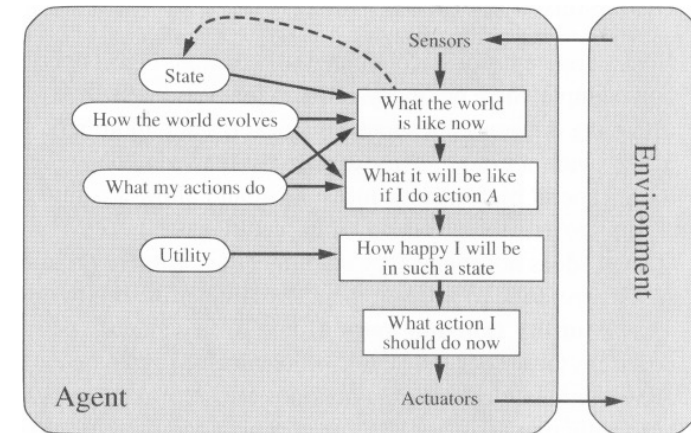 Sensors
State
What the world
is like now
How the world evolves
What it will be like
if I do action A
What my actions do
How happy I will be
in such a state
Utility
What action I
should do now
Agent
Actuators
Environment